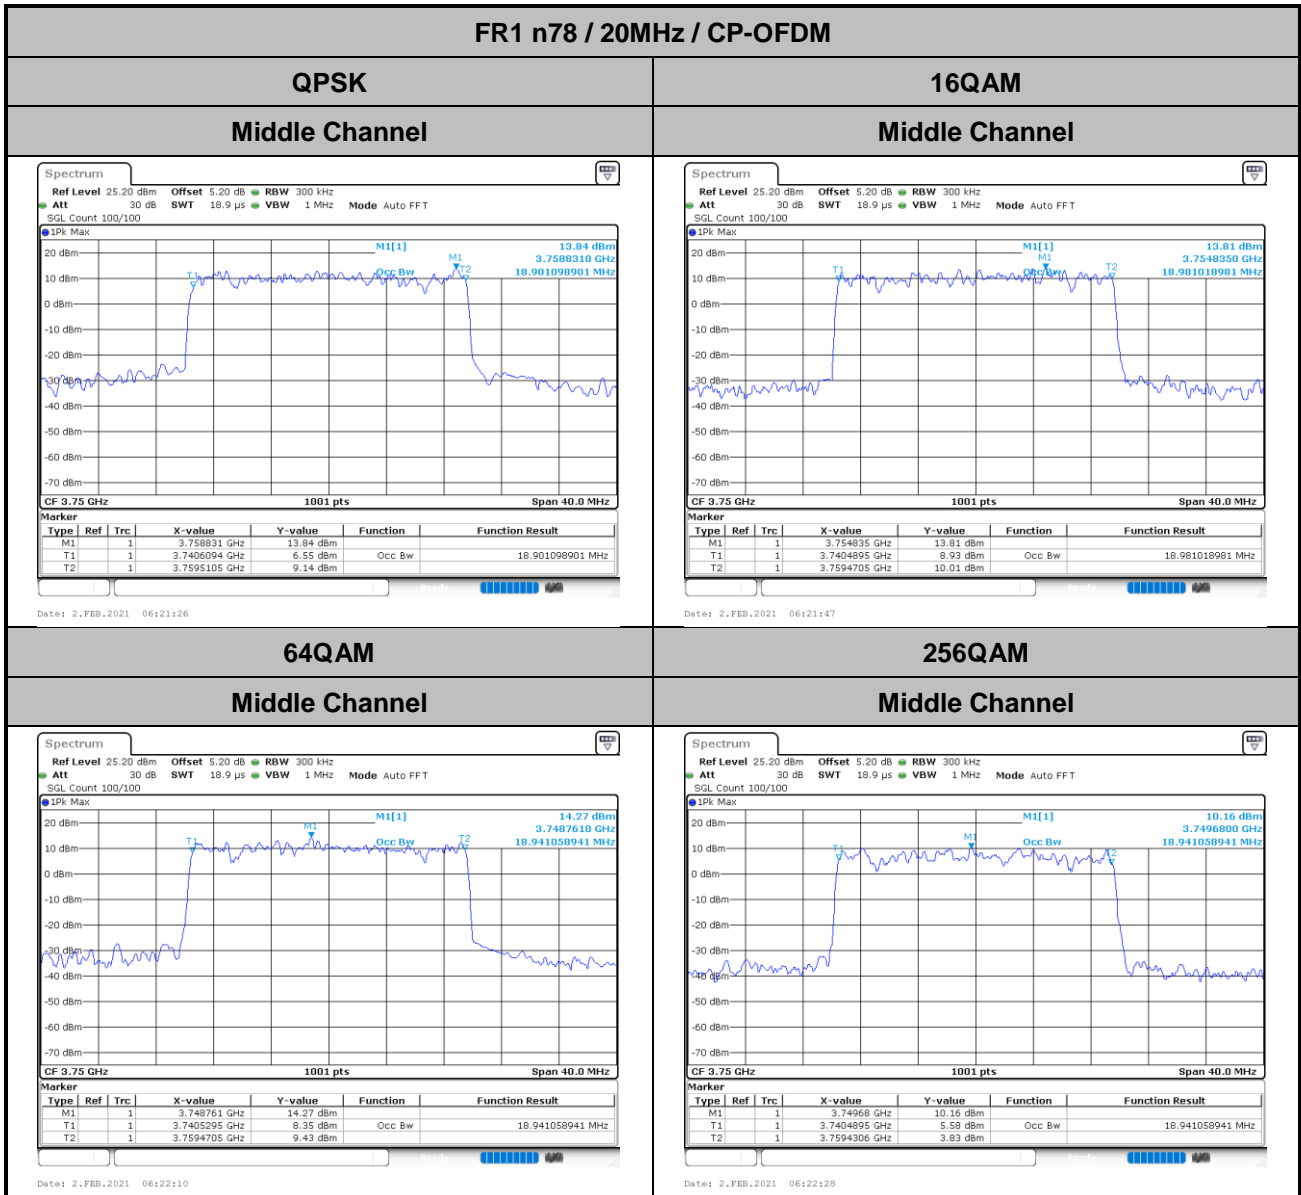 FR1 n78 / 20MHz / CP-OFDM
QPSK
16QAM
Middle Channel
Middle Channel
Spectrum
Ref Level 25.20 dBm Offset 5.20 dB RBW 300 kHz
Att 30 dB SWT 18.9 µs VBW 1 MHz Mode Auto FFT
SGL Count 100/100
1Pk Max
M1[1] 13.84 dBm
3.7588310 GHz
Occ Bw 18.901098901 MHz
M1
T1
T2
20 dBm
10 dBm
0 dBm
-10 dBm
-20 dBm
-30 dBm
-40 dBm
-50 dBm
-60 dBm
-70 dBm
CF 3.75 GHz 1001 pts Span 40.0 MHz
Marker
Type Ref Trc X-value Y-value Function Function Result
M1 1 3.758831 GHz 13.84 dBm
T1 1 3.7406094 GHz 6.55 dBm Occ Bw 18.901098901 MHz
T2 1 3.7595105 GHz 9.14 dBm
Date: 2.FEB.2021 06:21:26
Spectrum
Ref Level 25.20 dBm Offset 5.20 dB RBW 300 kHz
Att 30 dB SWT 18.9 µs VBW 1 MHz Mode Auto FFT
SGL Count 100/100
1Pk Max
M1[1] 13.81 dBm
3.7548350 GHz
Occ Bw 18.981018981 MHz
M1
T1
T2
20 dBm
10 dBm
0 dBm
-10 dBm
-20 dBm
-30 dBm
-40 dBm
-50 dBm
-60 dBm
-70 dBm
CF 3.75 GHz 1001 pts Span 40.0 MHz
Marker
Type Ref Trc X-value Y-value Function Function Result
M1 1 3.754835 GHz 13.81 dBm
T1 1 3.7404895 GHz 8.93 dBm Occ Bw 18.981018981 MHz
T2 1 3.7594705 GHz 10.01 dBm
Date: 2.FEB.2021 06:21:47
64QAM
256QAM
Middle Channel
Middle Channel
Spectrum
Ref Level 25.20 dBm Offset 5.20 dB RBW 300 kHz
Att 30 dB SWT 18.9 µs VBW 1 MHz Mode Auto FFT
SGL Count 100/100
1Pk Max
M1[1] 14.27 dBm
3.7487610 GHz
Occ Bw 18.941058941 MHz
M1
T1
T2
20 dBm
10 dBm
0 dBm
-10 dBm
-20 dBm
-30 dBm
-40 dBm
-50 dBm
-60 dBm
-70 dBm
CF 3.75 GHz 1001 pts Span 40.0 MHz
Marker
Type Ref Trc X-value Y-value Function Function Result
M1 1 3.748761 GHz 14.27 dBm
T1 1 3.7405295 GHz 8.35 dBm Occ Bw 18.941058941 MHz
T2 1 3.7594705 GHz 9.43 dBm
Date: 2.FEB.2021 06:22:10
Spectrum
Ref Level 25.20 dBm Offset 5.20 dB RBW 300 kHz
Att 30 dB SWT 18.9 µs VBW 1 MHz Mode Auto FFT
SGL Count 100/100
1Pk Max
M1[1] 10.16 dBm
3.7496800 GHz
Occ Bw 18.941058941 MHz
M1
T1
T2
20 dBm
10 dBm
0 dBm
-10 dBm
-20 dBm
-30 dBm
-40 dBm
-50 dBm
-60 dBm
-70 dBm
CF 3.75 GHz 1001 pts Span 40.0 MHz
Marker
Type Ref Trc X-value Y-value Function Function Result
M1 1 3.74968 GHz 10.16 dBm
T1 1 3.7404895 GHz 5.58 dBm Occ Bw 18.941058941 MHz
T2 1 3.7594306 GHz 3.83 dBm
Date: 2.FEB.2021 06:22:28